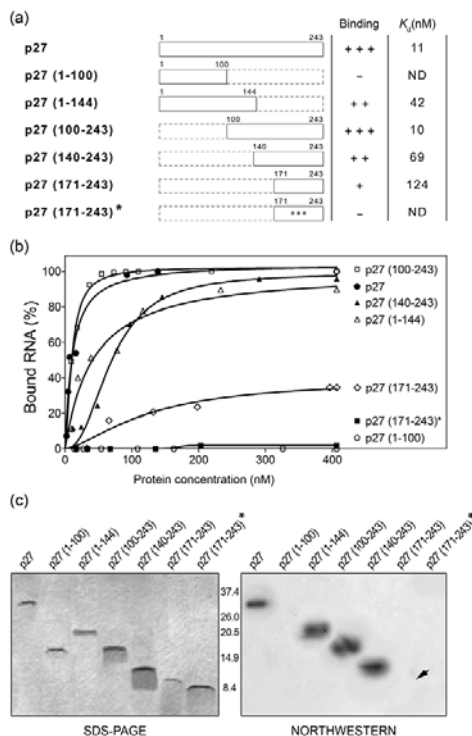 (a)
Binding K_d(nM)
p27 1 243 + + + 11
p27 (1-100) 1 100 – ND
p27 (1-144) 1 144 + + 42
p27 (100-243) 100 243 + + + 10
p27 (140-243) 140 243 + + 69
p27 (171-243) 171 243 + 124
p27 (171-243)* 171 243 *** – ND
(b)
Bound RNA (%)
100
80
60
40
20
0
0 100 200 300 400
Protein concentration (nM)
p27 (100-243)
p27
p27 (140-243)
p27 (1-144)
p27 (171-243)
p27 (171-243)*
p27 (1-100)
(c)
p27 p27 (1-100) p27 (1-144) p27 (100-243) p27 (140-243) p27 (171-243) p27 (171-243)*
p27 p27 (1-100) p27 (1-144) p27 (100-243) p27 (140-243) p27 (171-243) p27 (171-243)*
37.4
26.0
20.5
14.9
8.4
SDS-PAGE NORTHWESTERN